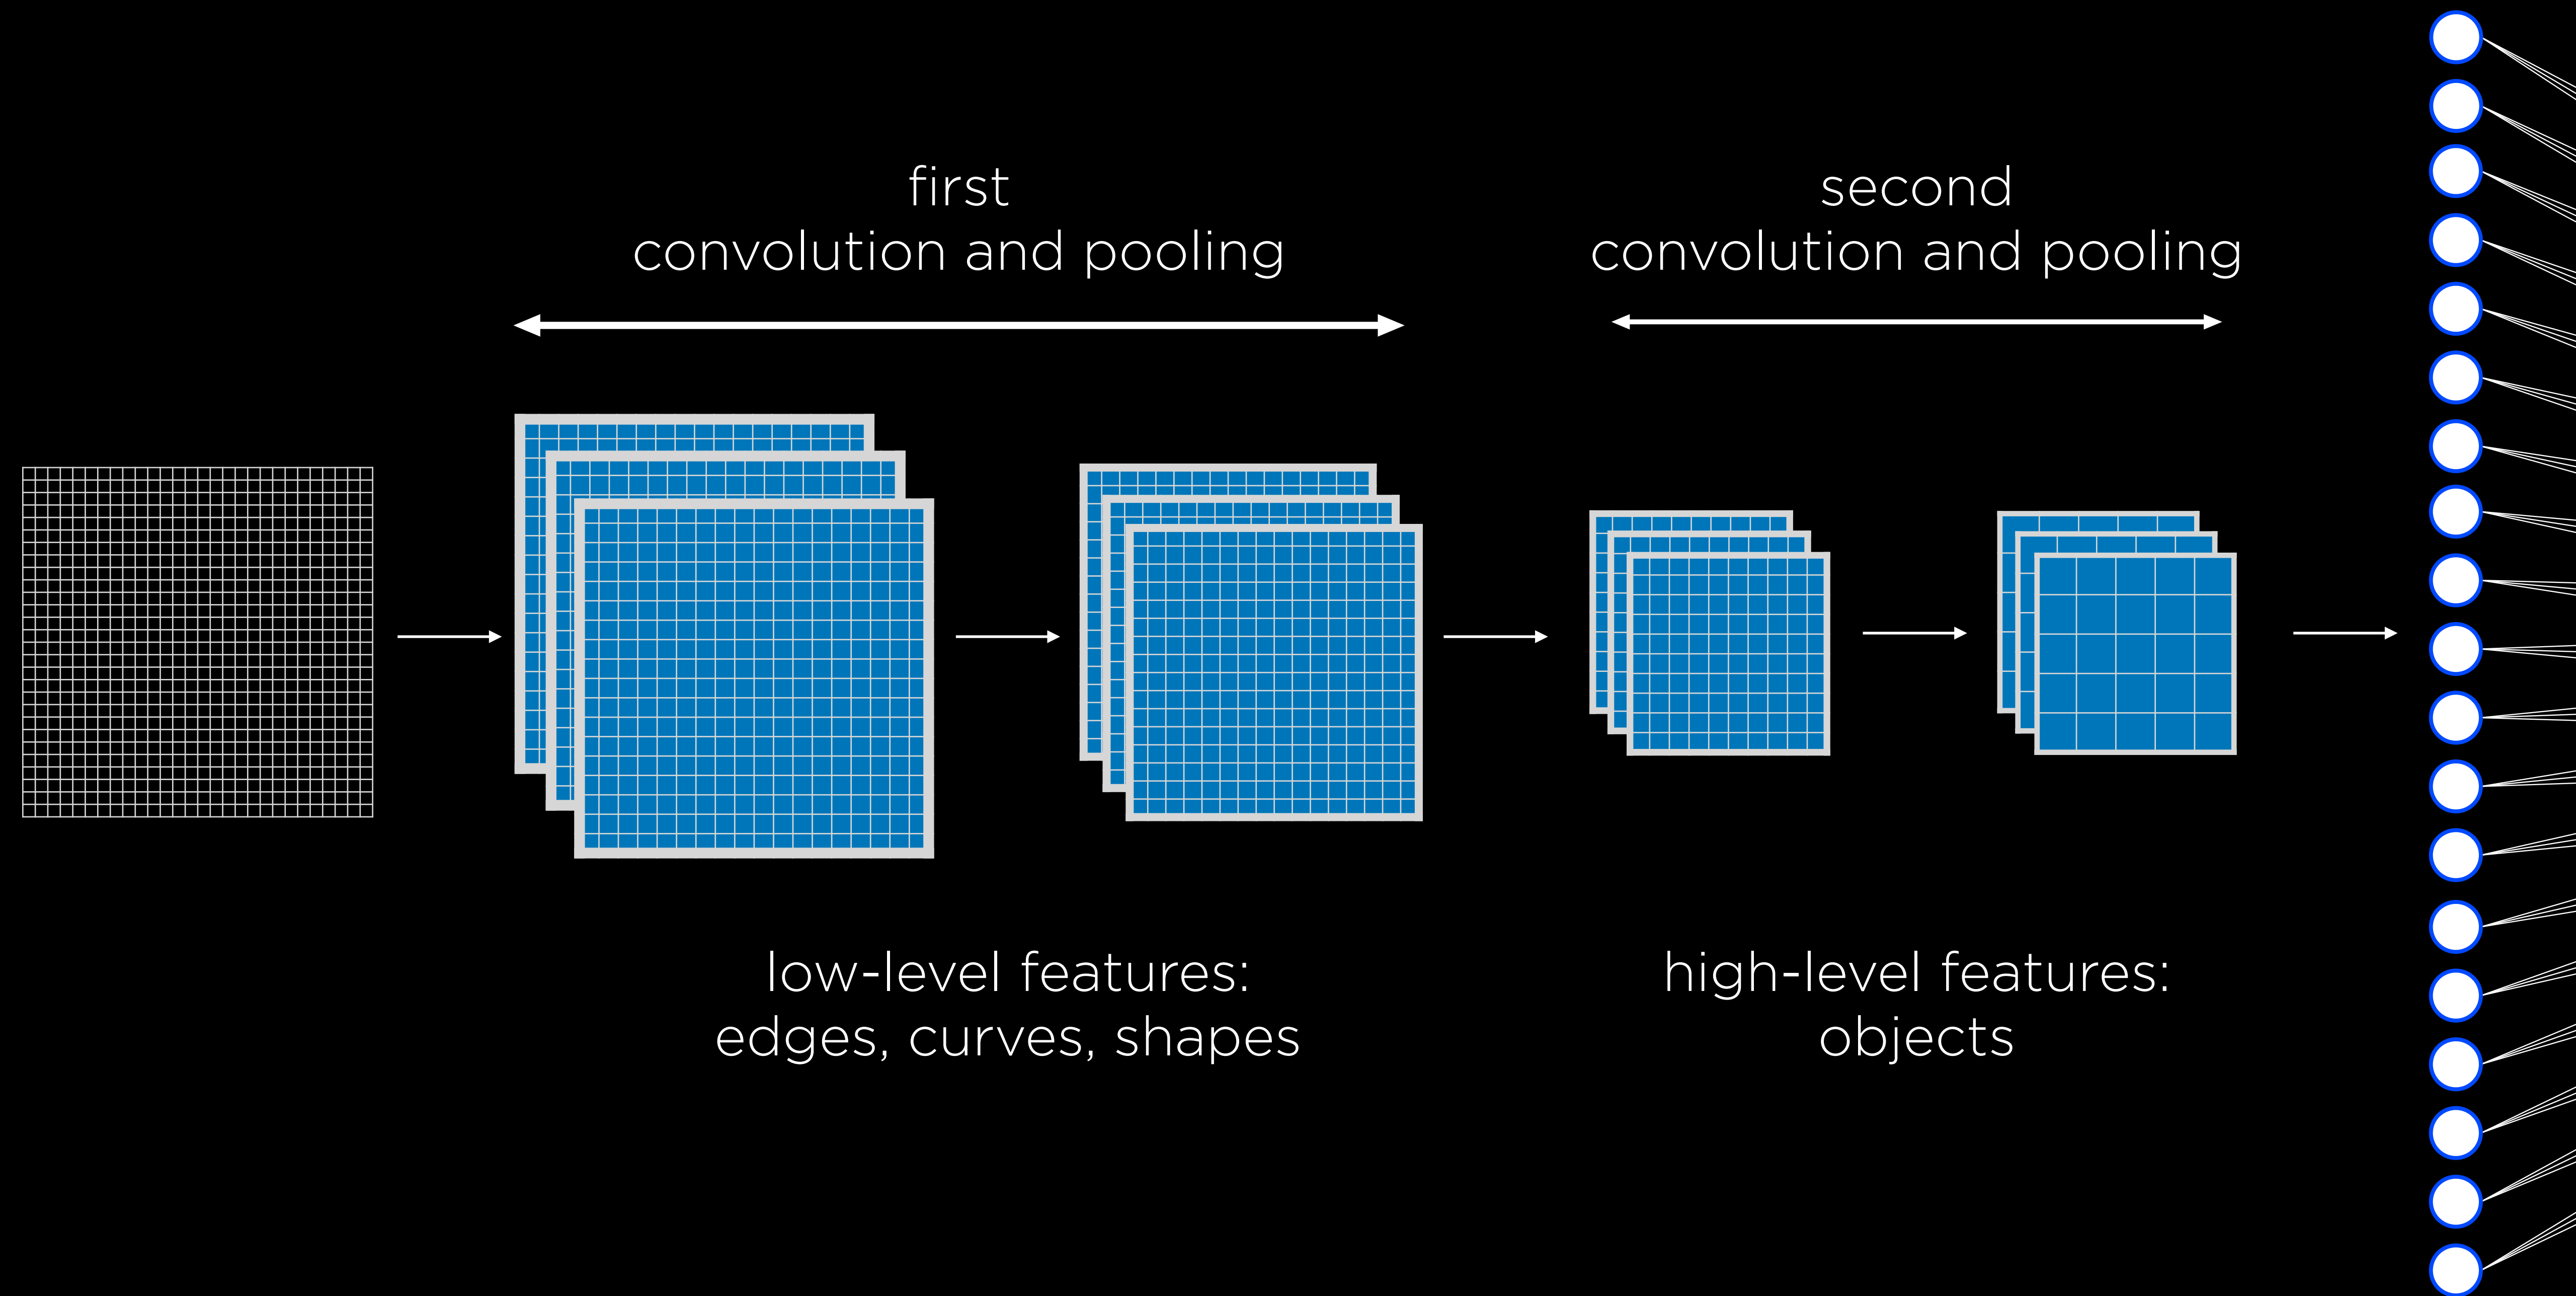 first
convolution and pooling
second
convolution and pooling
low-level features:
edges, curves, shapes
high-level features:
objects